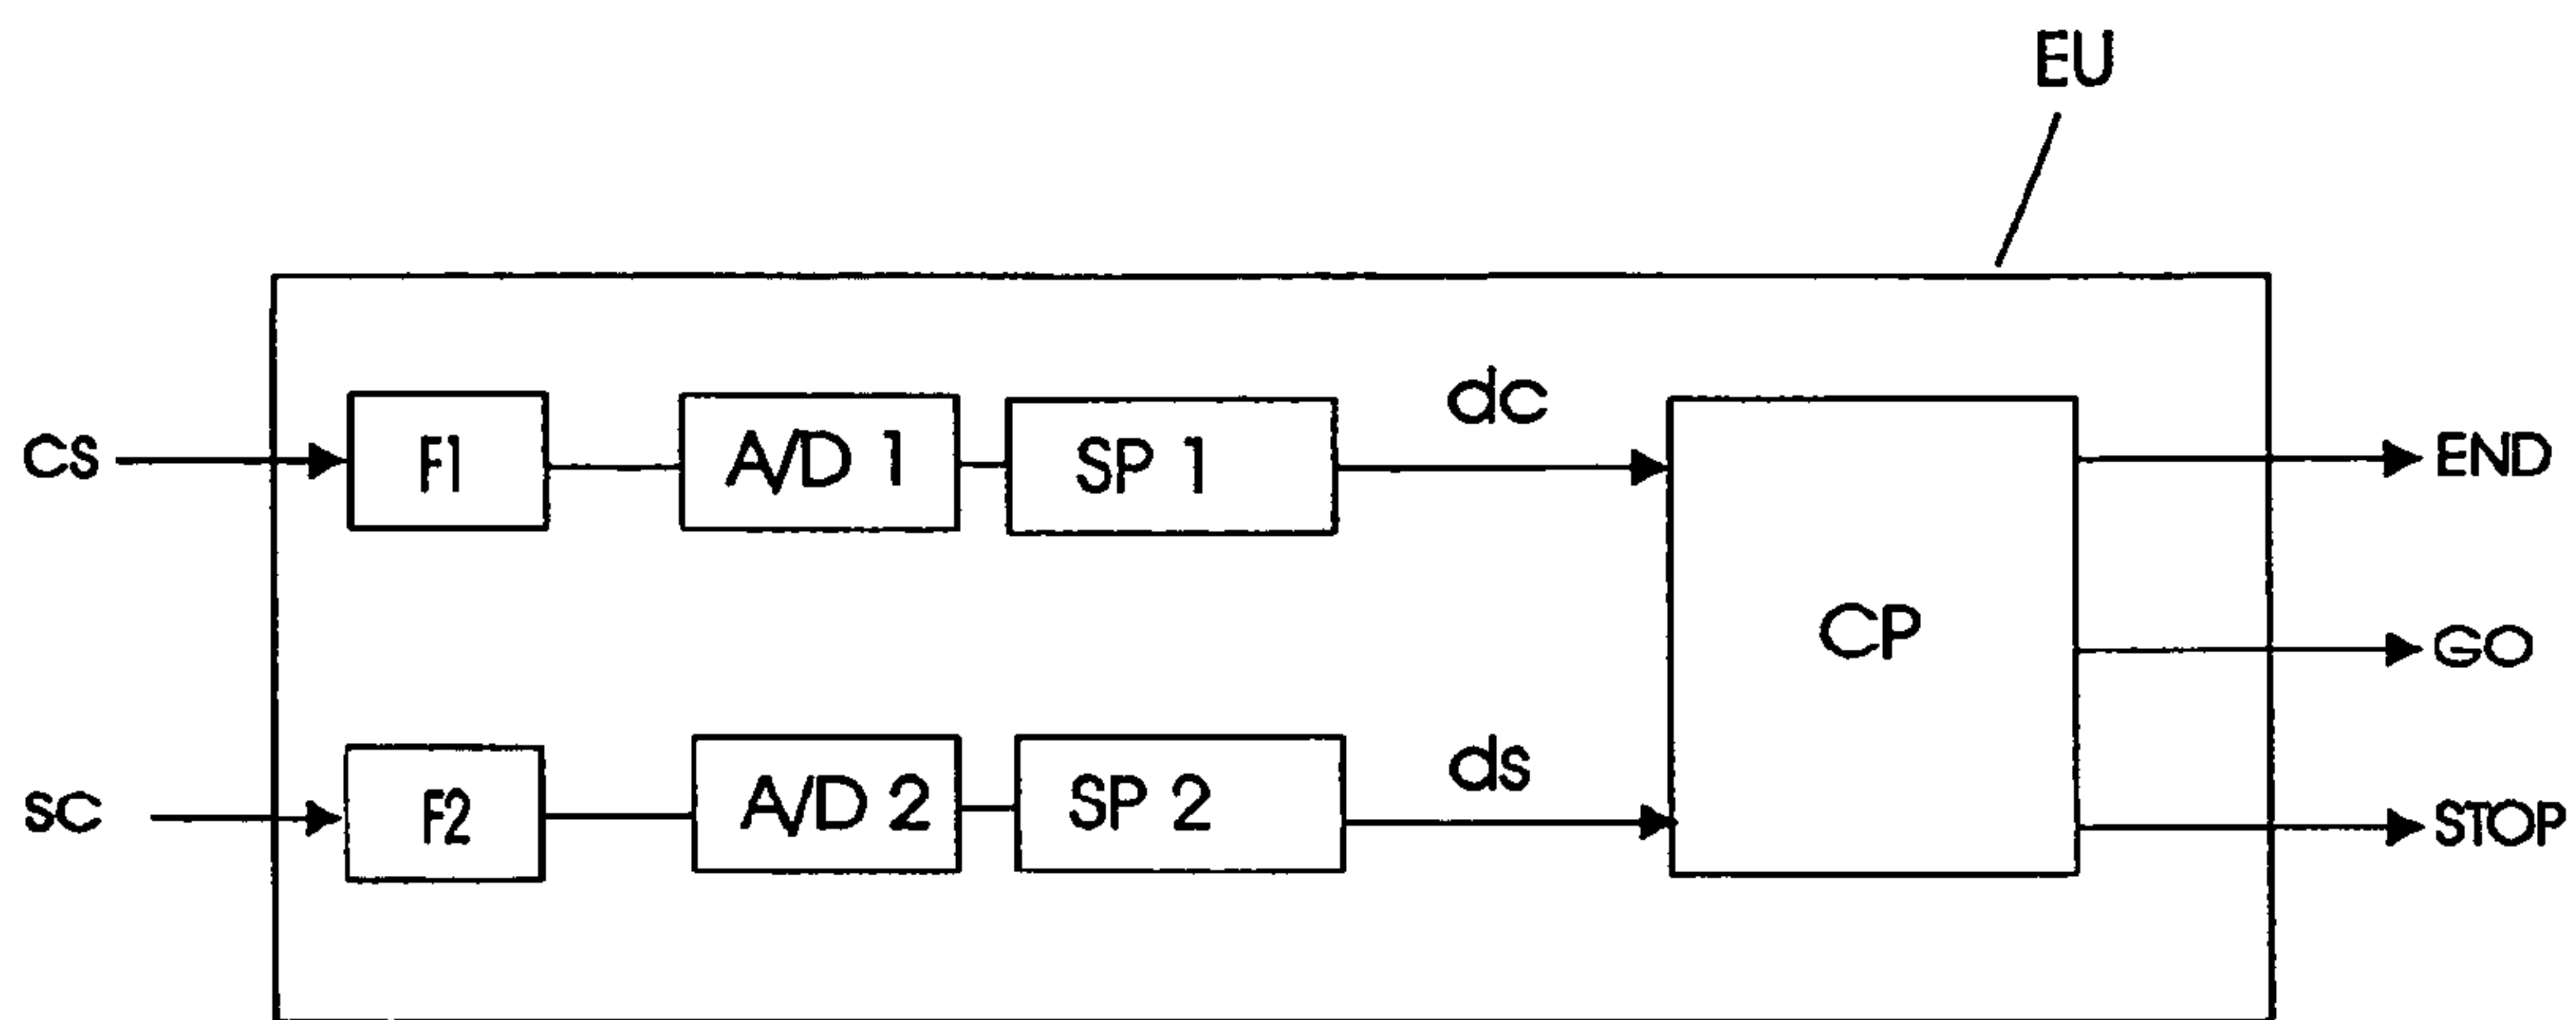 EU
CS F1 A/D 1 SP 1 dc END
CP GO
SC F2 A/D 2 SP 2 ds STOP